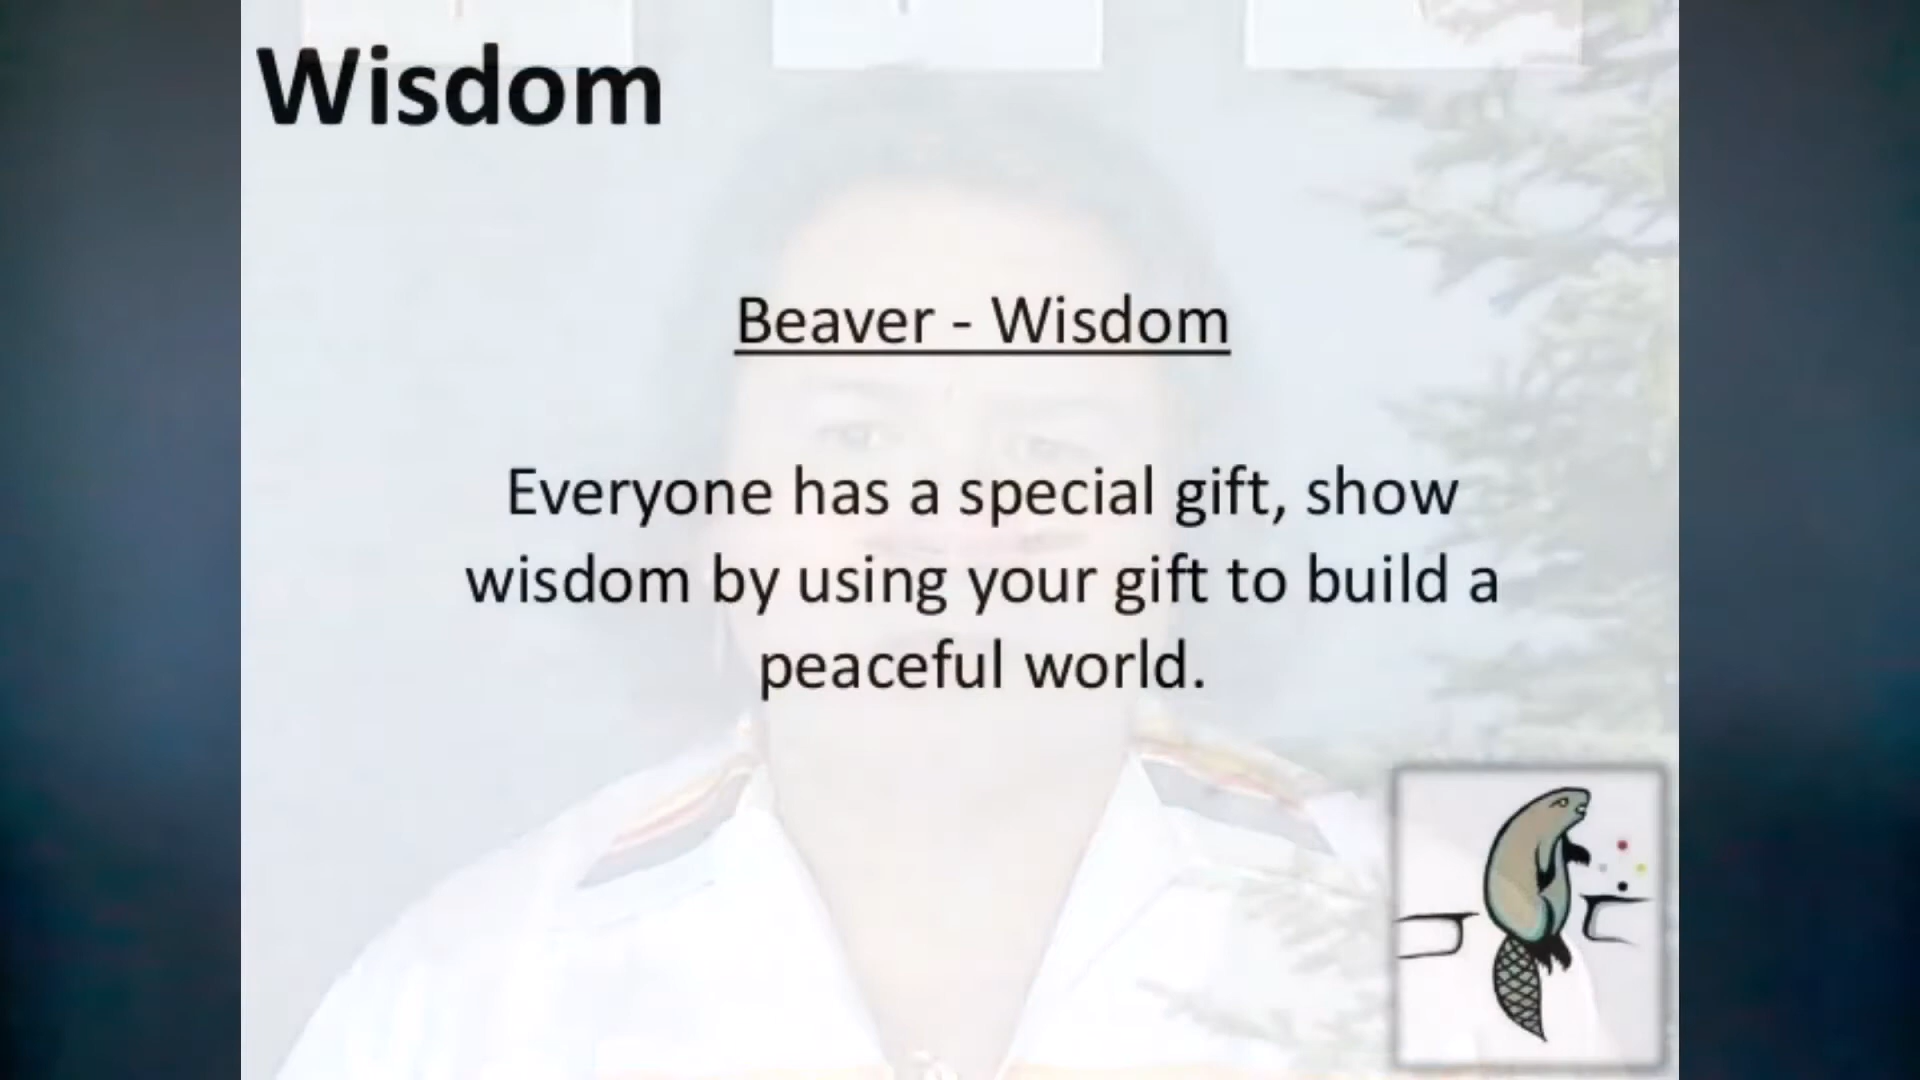 Wisdom
Beaver - Wisdom
Everyone has a special gift, show
wisdom by using your gift to build a
peaceful world.